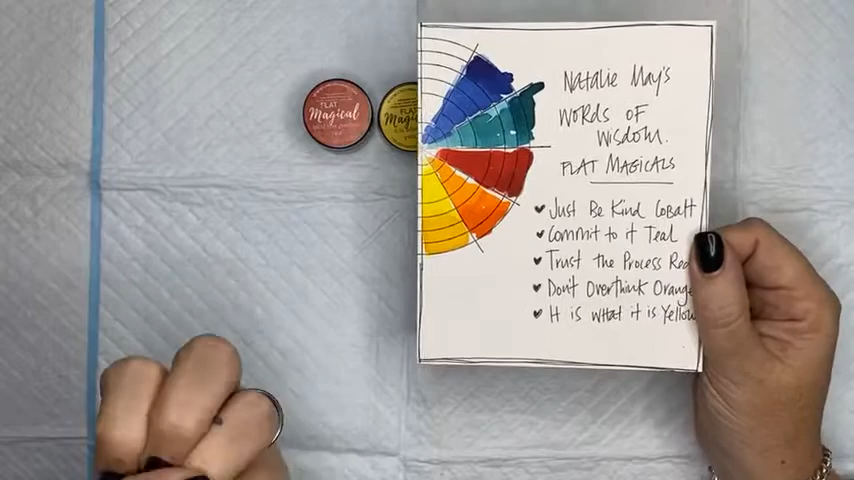 FLAT
Magical
FLAT
Natalie May's
Words of
Wisdom.
Flat Magicals
Just Be Kind Cobalt
Commit to it Teal
Trust the Process Red
Don't Overthink Orange
It is what it is Yellow